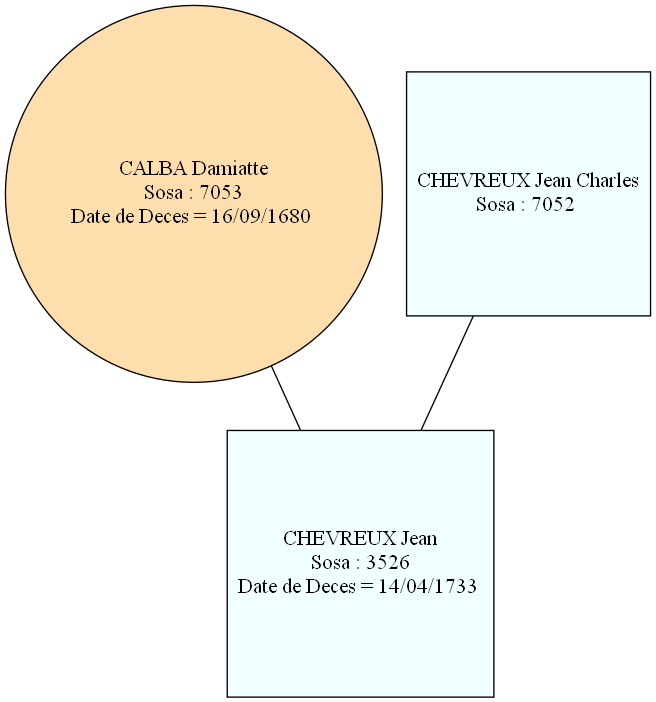 CALBA Damiatte
Sosa : 7053
Date de Deces = 16/09/1680
CHEVREUX Jean Charles
Sosa : 7052
CHEVREUX Jean
Sosa : 3526
Date de Deces = 14/04/1733